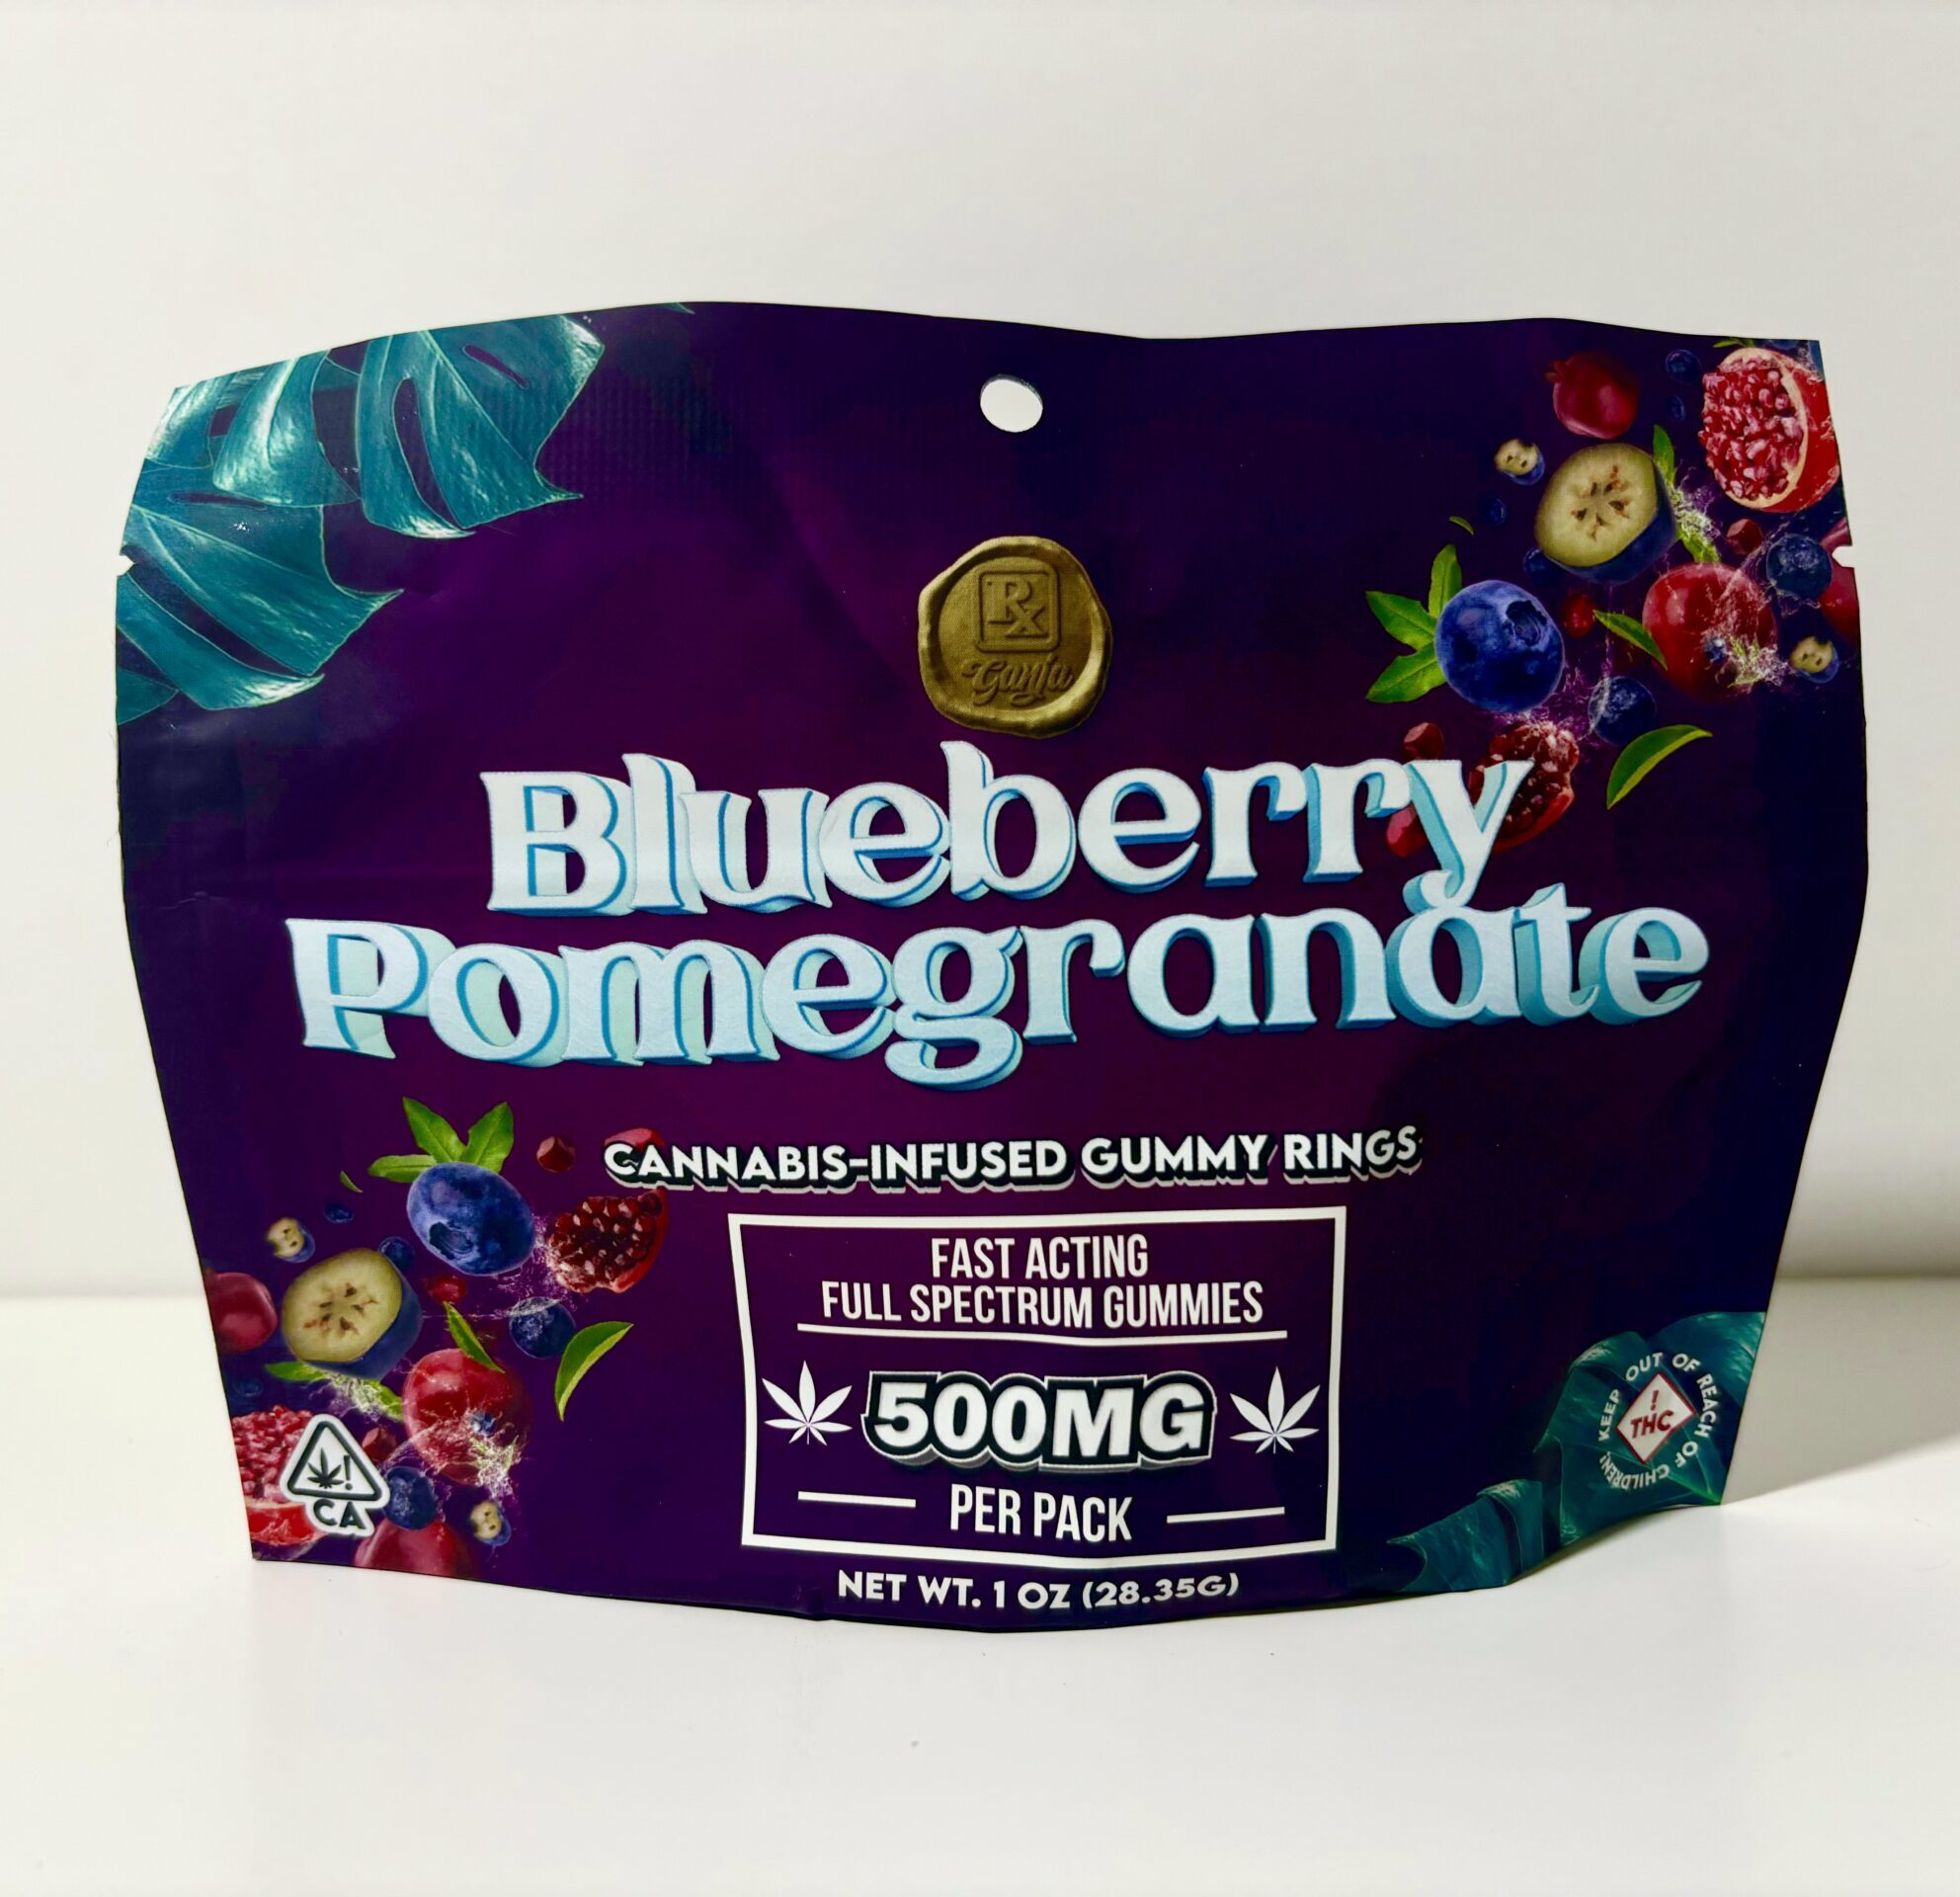 Rx
Ganja
Blueberry
Pomegranate
CANNABIS-INFUSED GUMMY RINGS
FAST ACTING
FULL SPECTRUM GUMMIES
500MG
PER PACK
NET WT. 1 OZ (28.35G)
!
CA
KEEP OUT OF REACH OF CHILDREN!
!
THC